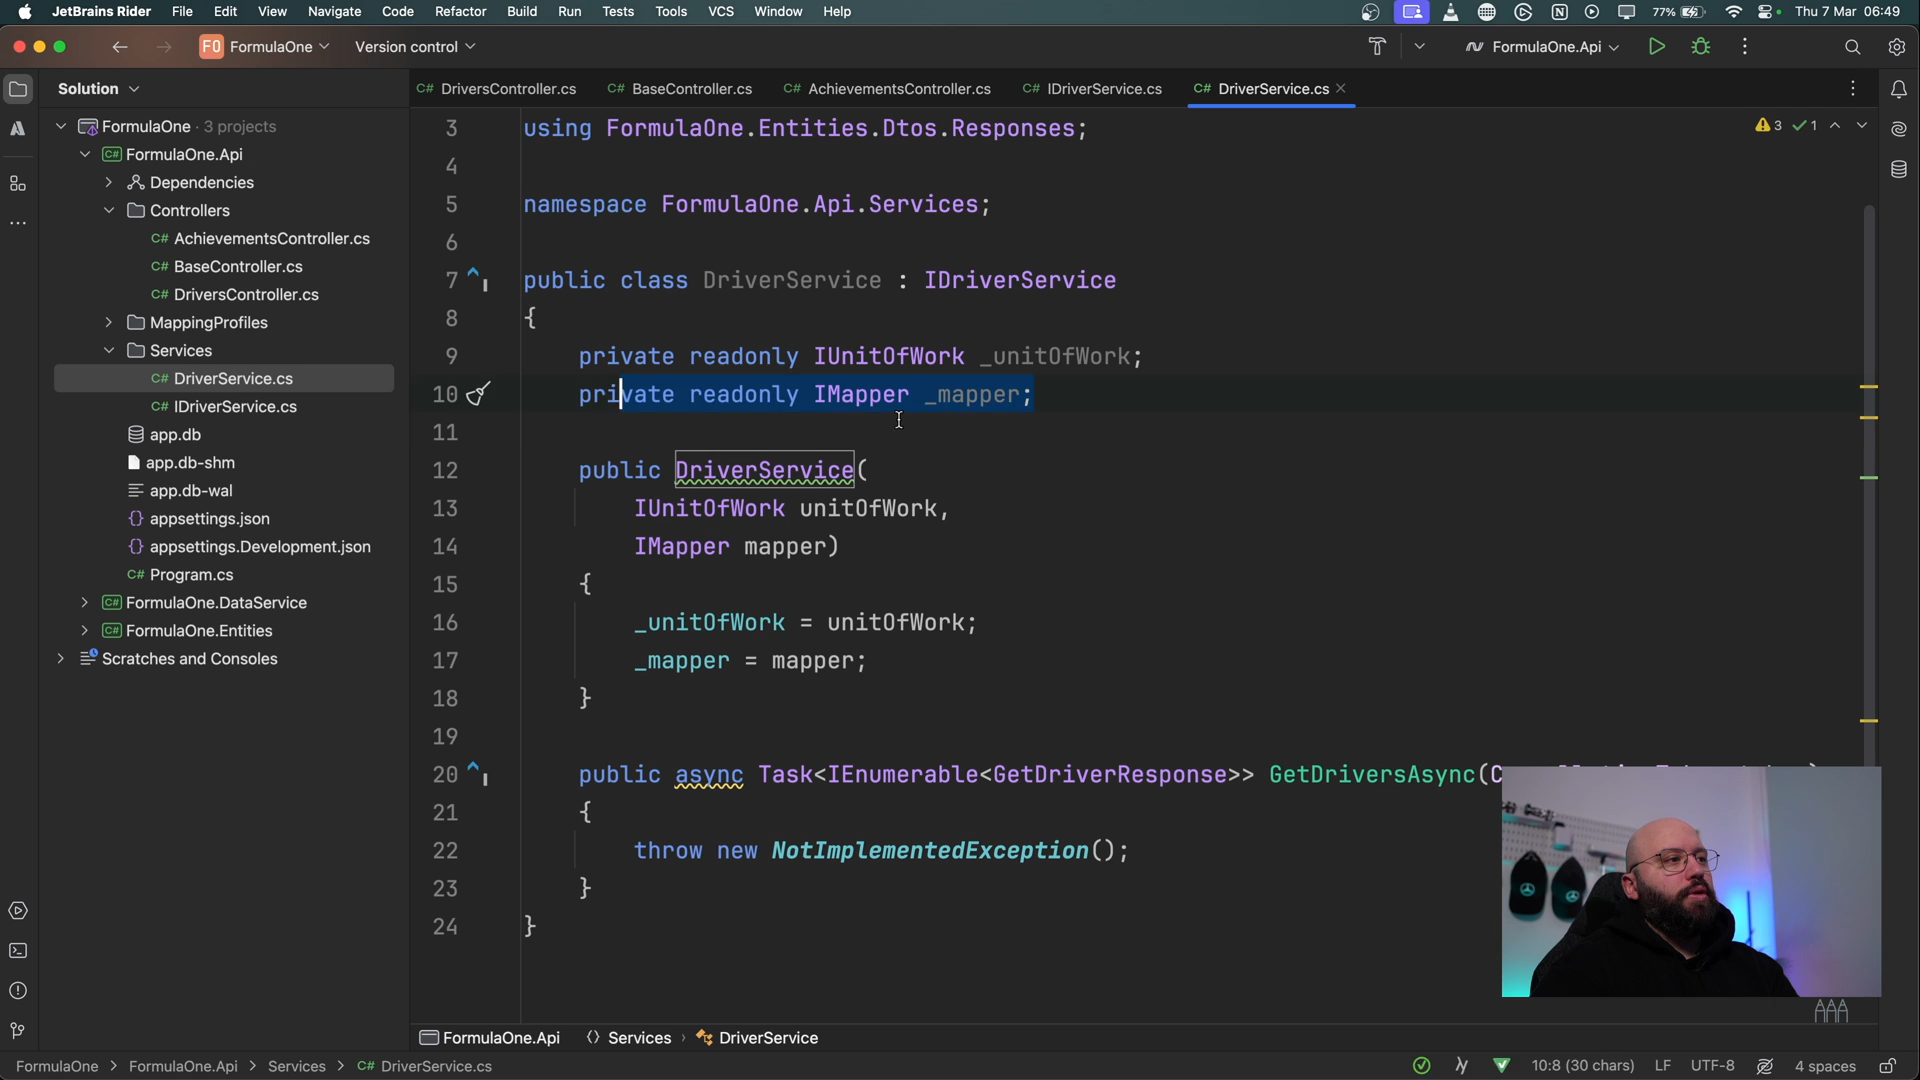 JetBrains Rider File Edit View Navigate Code Refactor Build Run Tests Tools VCS Window Help 77% Thu 7 Mar 06:49
FO FormulaOne Version control FormulaOne.Api
Solution
C# DriversController.cs C# BaseController.cs C# AchievementsController.cs C# IDriverService.cs C# DriverService.cs
FormulaOne · 3 projects
C# FormulaOne.Api
Dependencies
Controllers
C# AchievementsController.cs
C# BaseController.cs
C# DriversController.cs
MappingProfiles
Services
C# DriverService.cs
C# IDriverService.cs
app.db
app.db-shm
app.db-wal
{} appsettings.json
{} appsettings.Development.json
C# Program.cs
C# FormulaOne.DataService
C# FormulaOne.Entities
Scratches and Consoles
3 1
3 using FormulaOne.Entities.Dtos.Responses;
4
5 namespace FormulaOne.Api.Services;
6
7 public class DriverService : IDriverService
8 {
9 private readonly IUnitOfWork _unitOfWork;
10 private readonly IMapper _mapper;
11
12 public DriverService(
13 IUnitOfWork unitOfWork,
14 IMapper mapper)
15 {
16 _unitOfWork = unitOfWork;
17 _mapper = mapper;
18 }
19
20 public async Task<IEnumerable<GetDriverResponse>> GetDriversAsync(
21 {
22 throw new NotImplementedException();
23 }
24 }
FormulaOne.Api Services › DriverService
FormulaOne > FormulaOne.Api > Services > C# DriverService.cs 10:8 (30 chars) LF UTF-8 4 spaces